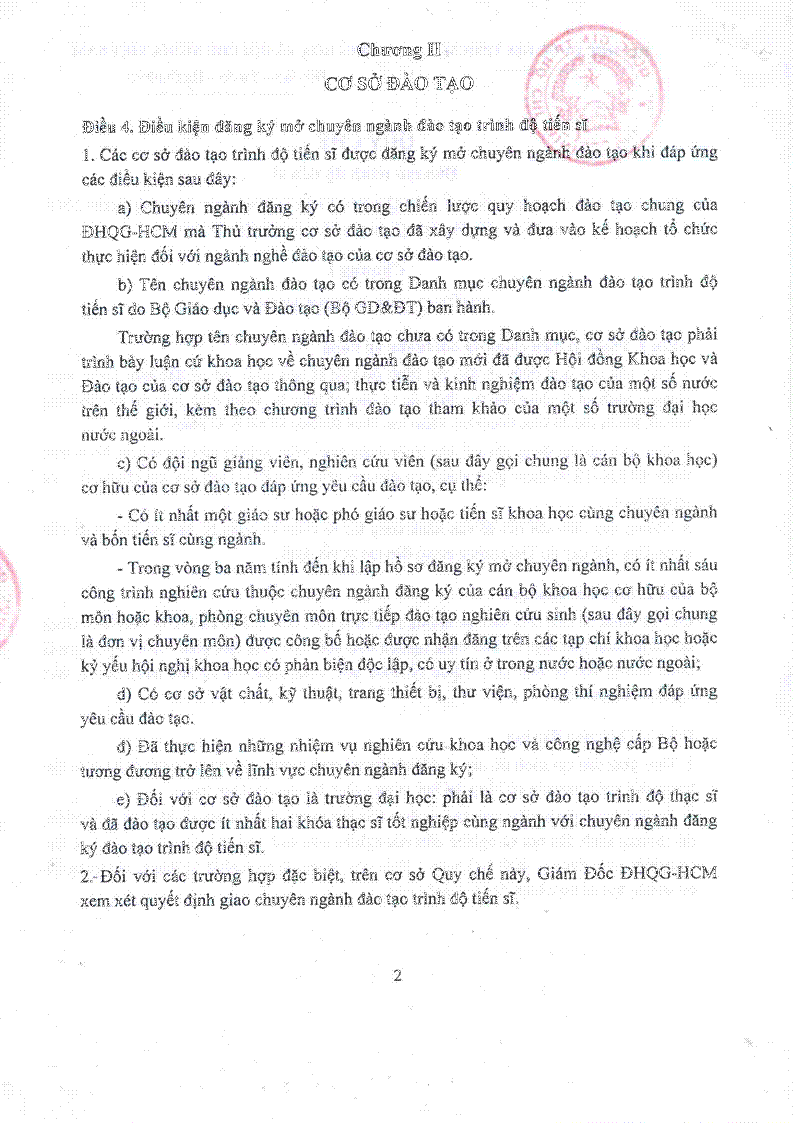 Chương II
CƠ SỞ ĐÀO TẠO
Điều 4. Điều kiện đăng ký mở chuyên ngành đào tạo trình độ tiến sĩ
1. Các cơ sở đào tạo trình độ tiến sĩ được đăng ký mở chuyên ngành đào tạo khi đáp ứng
các điều kiện sau đây:
a) Chuyên ngành đăng ký có trong chiến lược quy hoạch đào tạo chung của
ĐHQG-HCM mà Thủ trưởng cơ sở đào tạo đã xây dựng và đưa vào kế hoạch tổ chức
thực hiện đối với ngành nghề đào tạo của cơ sở đào tạo.
b) Tên chuyên ngành đào tạo có trong Danh mục chuyên ngành đào tạo trình độ
tiến sĩ do Bộ Giáo dục và Đào tạo (Bộ GD&ĐT) ban hành.
Trường hợp tên chuyên ngành đào tạo chưa có trong Danh mục, cơ sở đào tạo phải
trình bày luận cứ khoa học về chuyên ngành đào tạo mới đã được Hội đồng Khoa học và
Đào tạo của cơ sở đào tạo thông qua; thực tiễn và kinh nghiệm đào tạo của một số nước
trên thế giới, kèm theo chương trình đào tạo tham khảo của một số trường đại học
nước ngoài.
c) Có đội ngũ giảng viên, nghiên cứu viên (sau đây gọi chung là cán bộ khoa học)
cơ hữu của cơ sở đào tạo đáp ứng yêu cầu đào tạo, cụ thể:
- Có ít nhất một giáo sư hoặc phó giáo sư hoặc tiến sĩ khoa học cùng chuyên ngành
và bốn tiến sĩ cùng ngành.
- Trong vòng ba năm tính đến khi lập hồ sơ đăng ký mở chuyên ngành, có ít nhất sáu
công trình nghiên cứu thuộc chuyên ngành đăng ký của cán bộ khoa học cơ hữu của bộ
môn hoặc khoa, phòng chuyên môn trực tiếp đào tạo nghiên cứu sinh (sau đây gọi chung
là đơn vị chuyên môn) được công bố hoặc được nhận đăng trên các tạp chí khoa học hoặc
kỷ yếu hội nghị khoa học có phản biện độc lập, có uy tín ở trong nước hoặc nước ngoài;
d) Có cơ sở vật chất, kỹ thuật, trang thiết bị, thư viện, phòng thí nghiệm đáp ứng
yêu cầu đào tạo.
đ) Đã thực hiện những nhiệm vụ nghiên cứu khoa học và công nghệ cấp Bộ hoặc
tương đương trở lên về lĩnh vực chuyên ngành đăng ký;
e) Đối với cơ sở đào tạo là trường đại học: phải là cơ sở đào tạo trình độ thạc sĩ
và đã đào tạo được ít nhất hai khóa thạc sĩ tốt nghiệp cùng ngành với chuyên ngành đăng
ký đào tạo trình độ tiến sĩ.
2. Đối với các trường hợp đặc biệt, trên cơ sở Quy chế này, Giám Đốc ĐHQG-HCM
xem xét quyết định giao chuyên ngành đào tạo trình độ tiến sĩ.
2